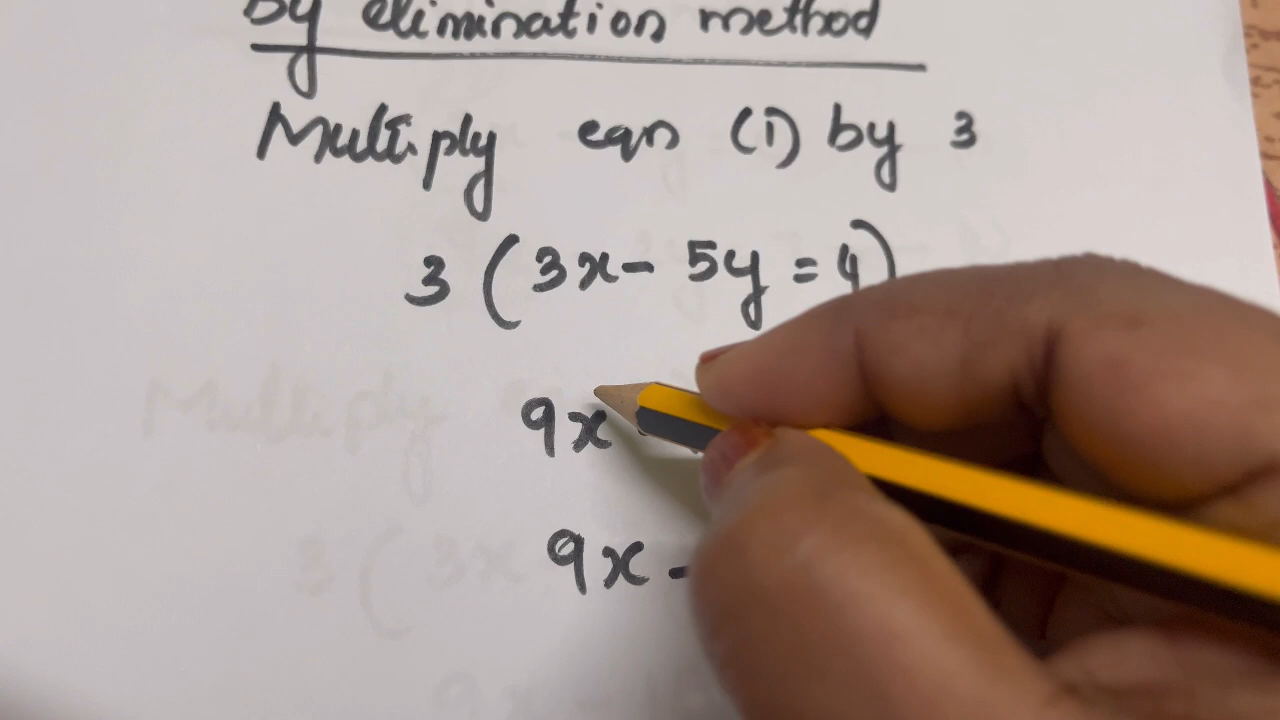 by elimination method
Multiply eqn (1) by 3
3 (3x - 5y = 4)
9x
9x -